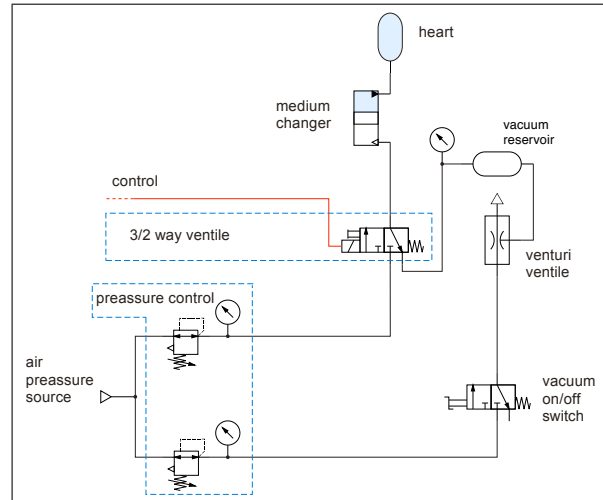 heart
medium
changer
vacuum
reservoir
control
3/2 way ventile
venturi
ventile
preassure control
air
preassure
source
vacuum
on/off
switch